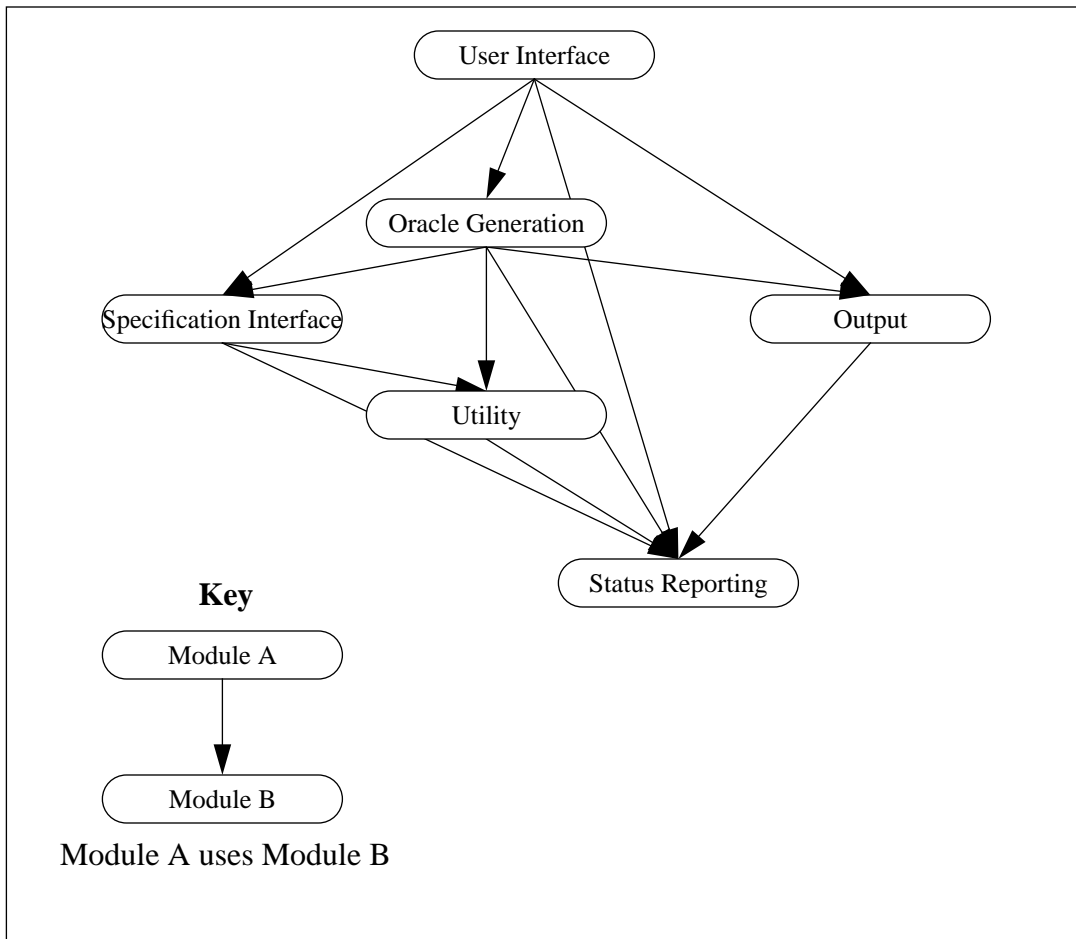 User Interface
Oracle Generation
Specification Interface
Output
Utility
Status Reporting
Key
Module A
Module B
Module A uses Module B